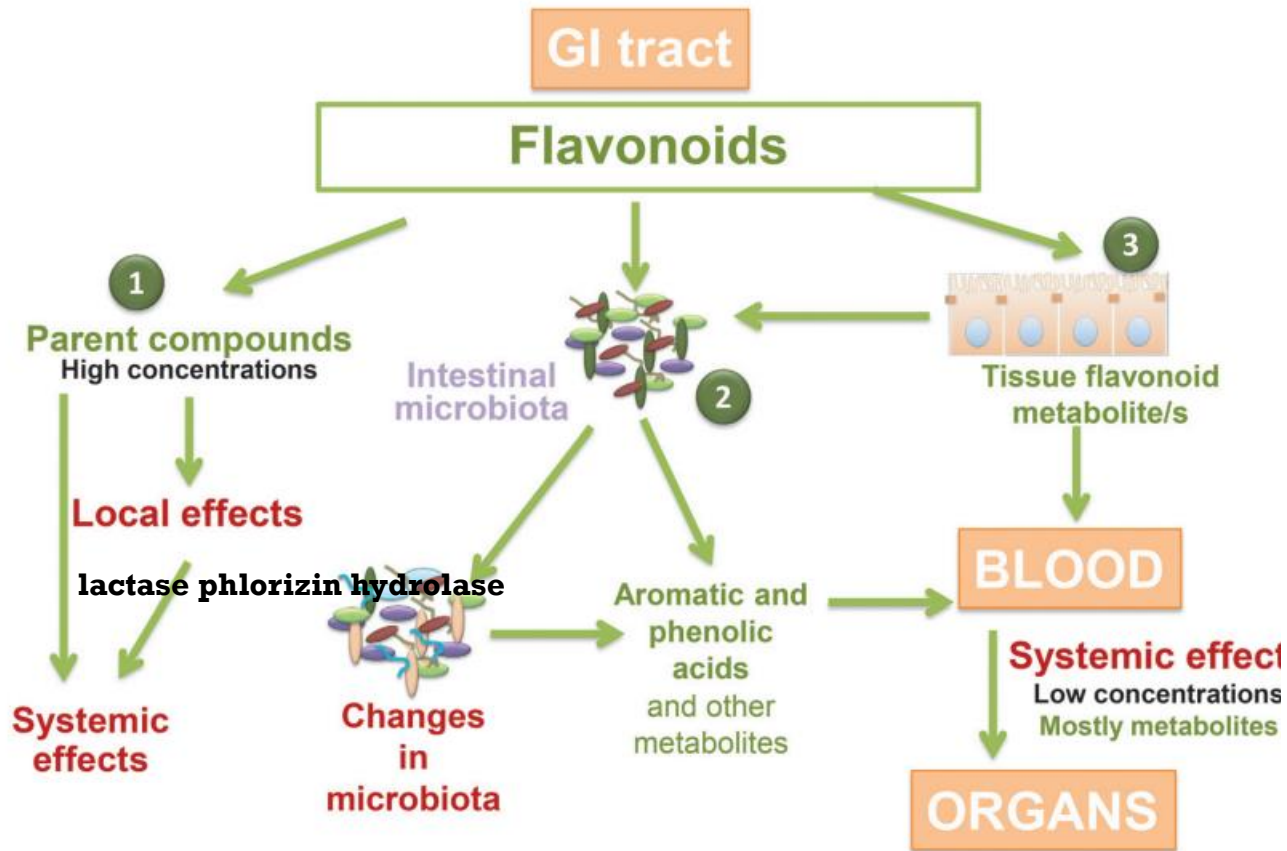 GI tract
Flavonoids
1
Parent compounds
High concentrations
Local effects
lactase phlorizin hydrolase
Systemic
effects
Intestinal
microbiota
2
Changes
in
microbiota
Aromatic and
phenolic
acids
and other
metabolites
3
Tissue flavonoid
metabolite/s
BLOOD
Systemic effect
Low concentrations
Mostly metabolites
ORGANS